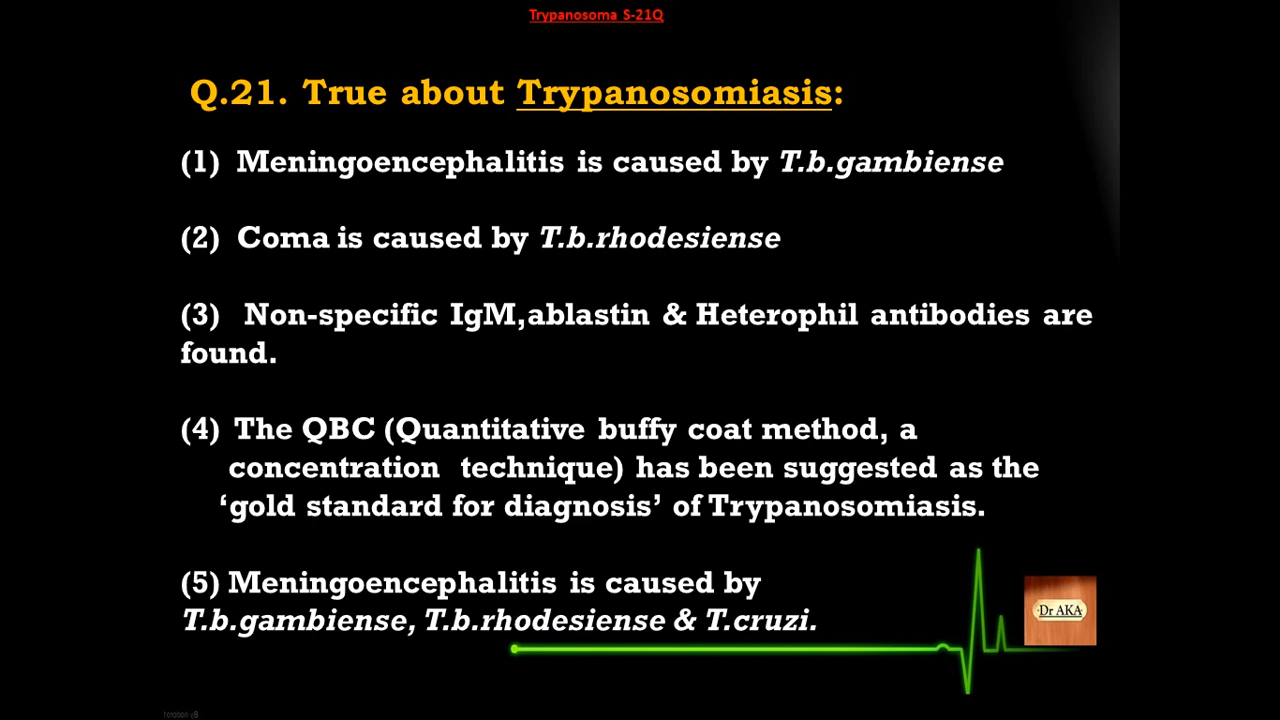 Trypanosoma S-21Q
Q.21. True about Trypanosomiasis:
(1) Meningoencephalitis is caused by T.b.gambiense
(2) Coma is caused by T.b.rhodesiense
(3) Non-specific IgM,ablastin & Heterophil antibodies are
found.
(4) The QBC (Quantitative buffy coat method, a
concentration technique) has been suggested as the
‘gold standard for diagnosis’ of Trypanosomiasis.
(5) Meningoencephalitis is caused by
T.b.gambiense, T.b.rhodesiense & T.cruzi.
Dr AKA